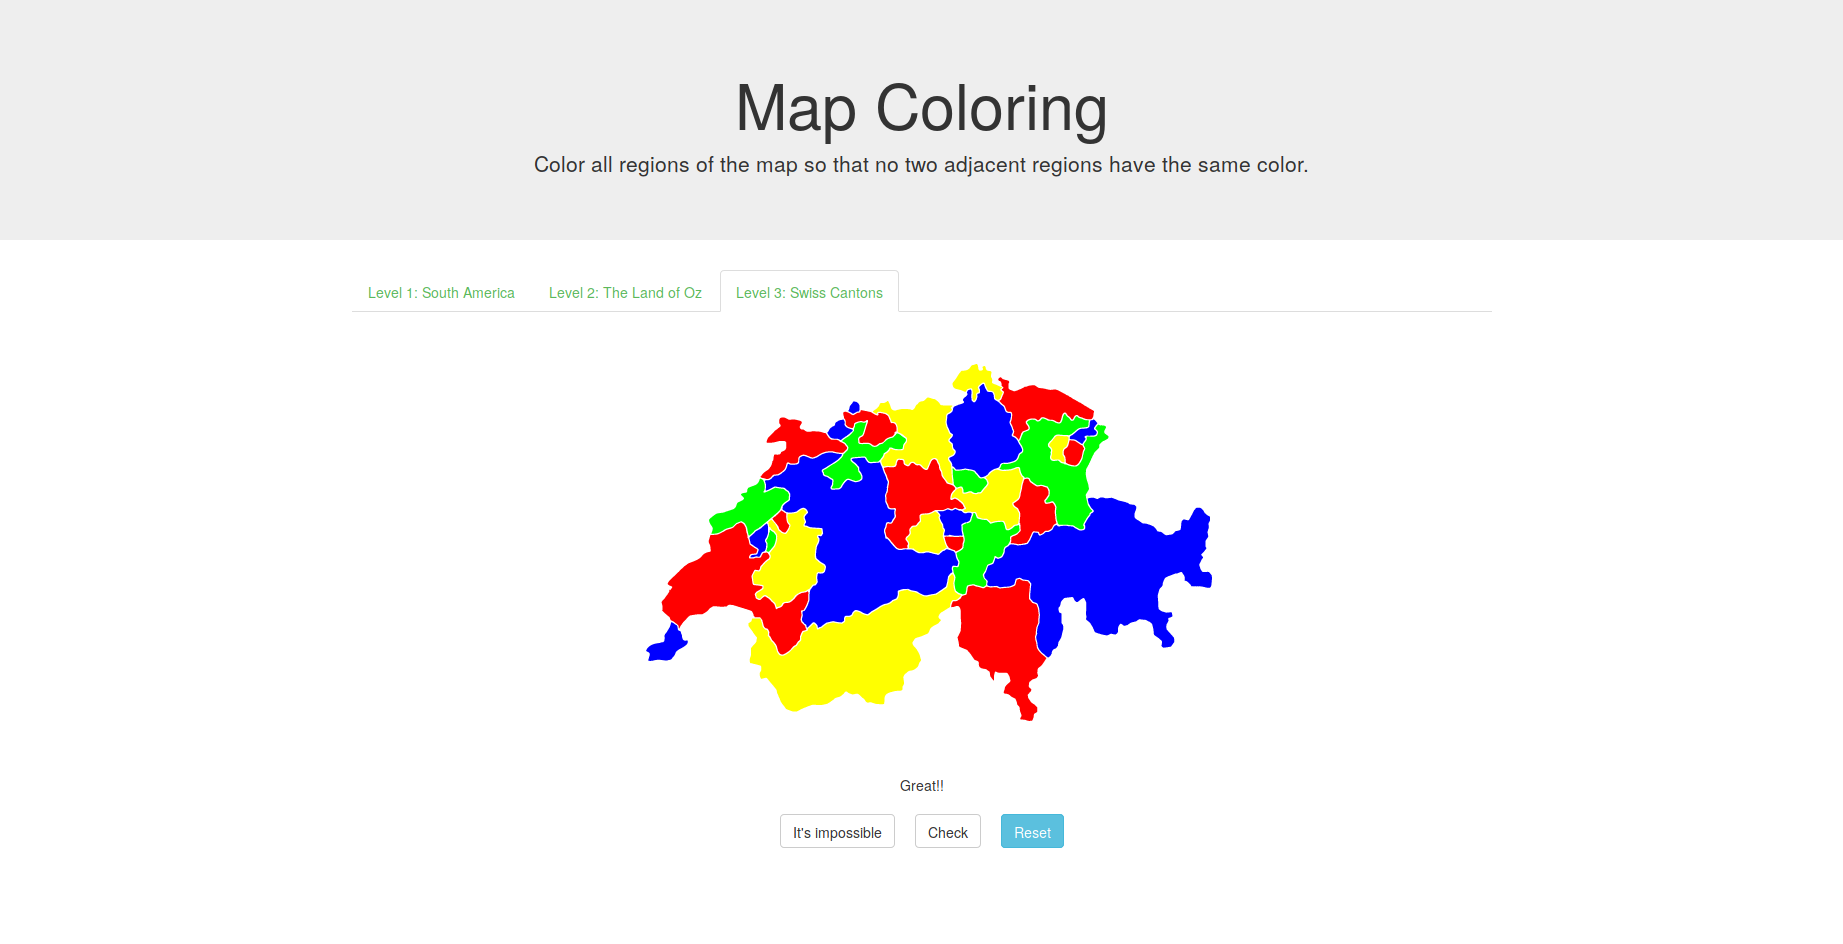 Map Coloring
Color all regions of the map so that no two adjacent regions have the same color.
Level 1: South America
Level 2: The Land of Oz
Level 3: Swiss Cantons
Great!!
It's impossible
Check
Reset